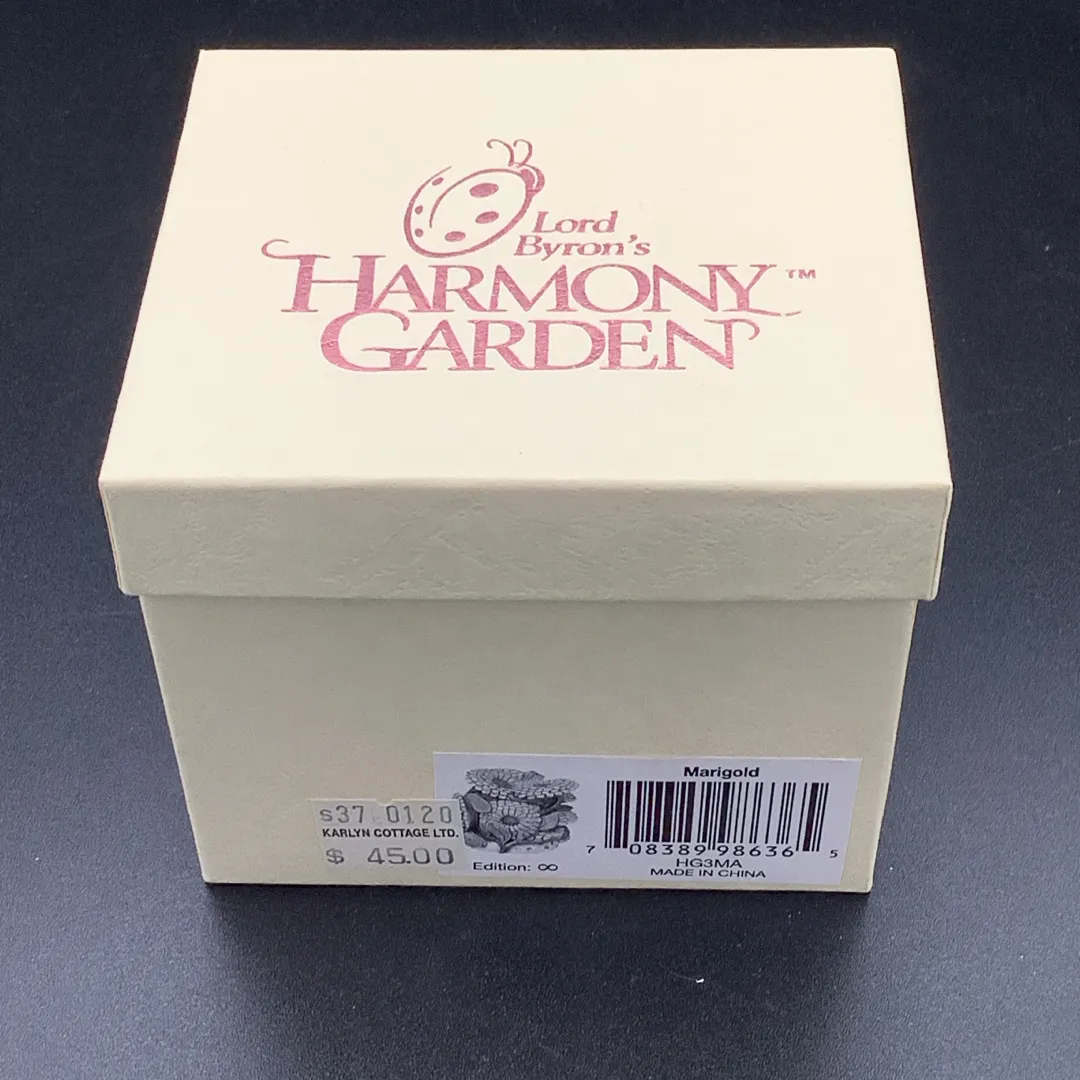 Lord
Byron's
HARMONY™
GARDEN
Marigold
s37 0120
KARLYN COTTAGE LTD.
$ 45.00
Edition: ∞
7 08389 98636 5
HG3MA
MADE IN CHINA